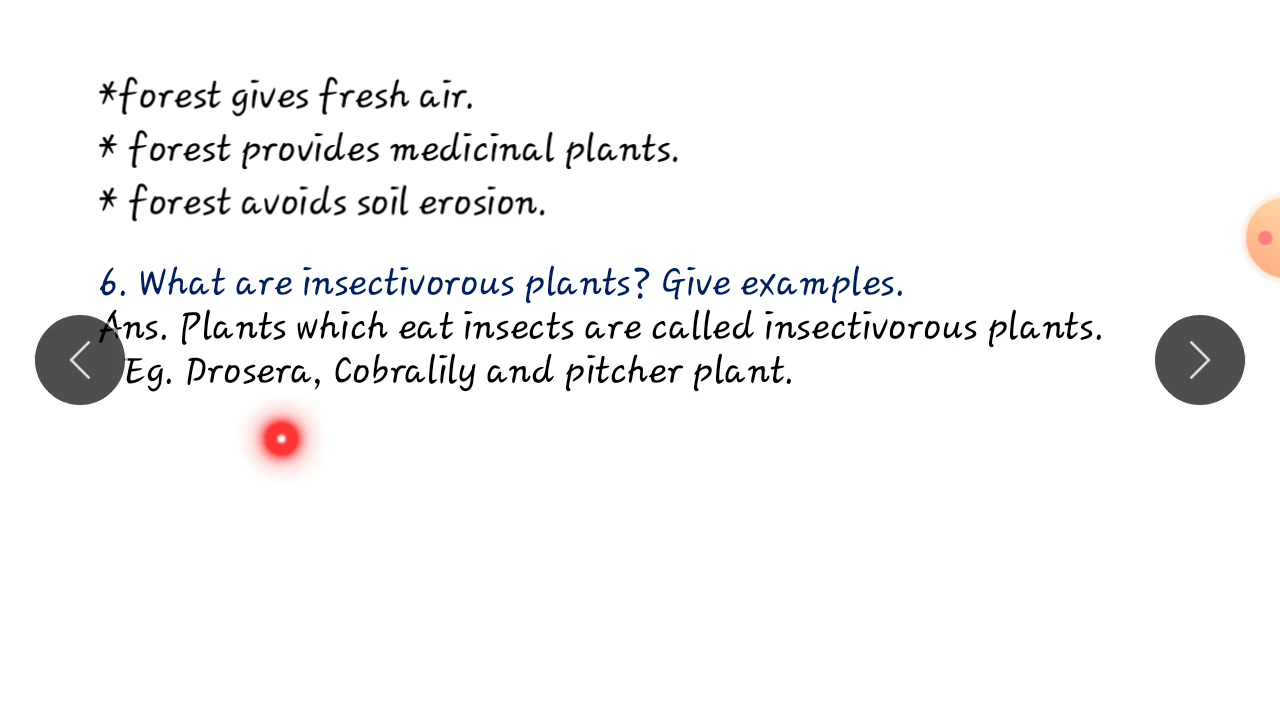 *forest gives fresh air.
* forest provides medicinal plants.
* forest avoids soil erosion.
6. What are insectivorous plants? Give examples.
Ans. Plants which eat insects are called insectivorous plants.
Eg. Drosera, Cobralily and pitcher plant.